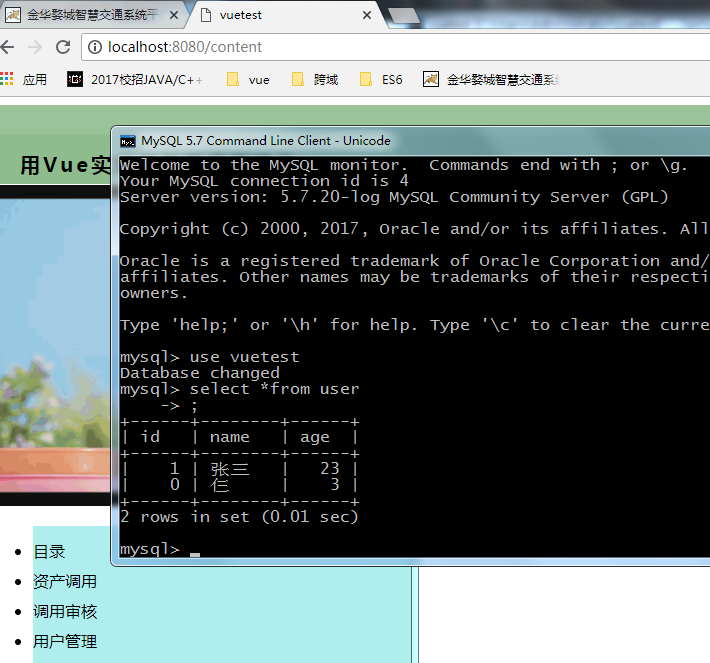 金华婺城智慧交通系统平
vuetest
localhost:8080/content
应用 2017校招JAVA/C++ vue 跨域 ES6 金华婺城智慧交通系统
MySQL 5.7 Command Line Client - Unicode
用Vue实
Welcome to the MySQL monitor.  Commands end with ; or \g.
Your MySQL connection id is 4
Server version: 5.7.20-log MySQL Community Server (GPL)
Copyright (c) 2000, 2017, Oracle and/or its affiliates. All
Oracle is a registered trademark of Oracle Corporation and/
affiliates. Other names may be trademarks of their respecti
owners.
Type 'help;' or '\h' for help. Type '\c' to clear the curre
mysql> use vuetest
Database changed
mysql> select *from user
    -> ;
+------+--------+------+
| id   | name   | age  |
+------+--------+------+
|    1 | 张三   |   23 |
|    0 | 仨     |    3 |
+------+--------+------+
2 rows in set (0.01 sec)
mysql> _
目录
资产调用
调用审核
用户管理